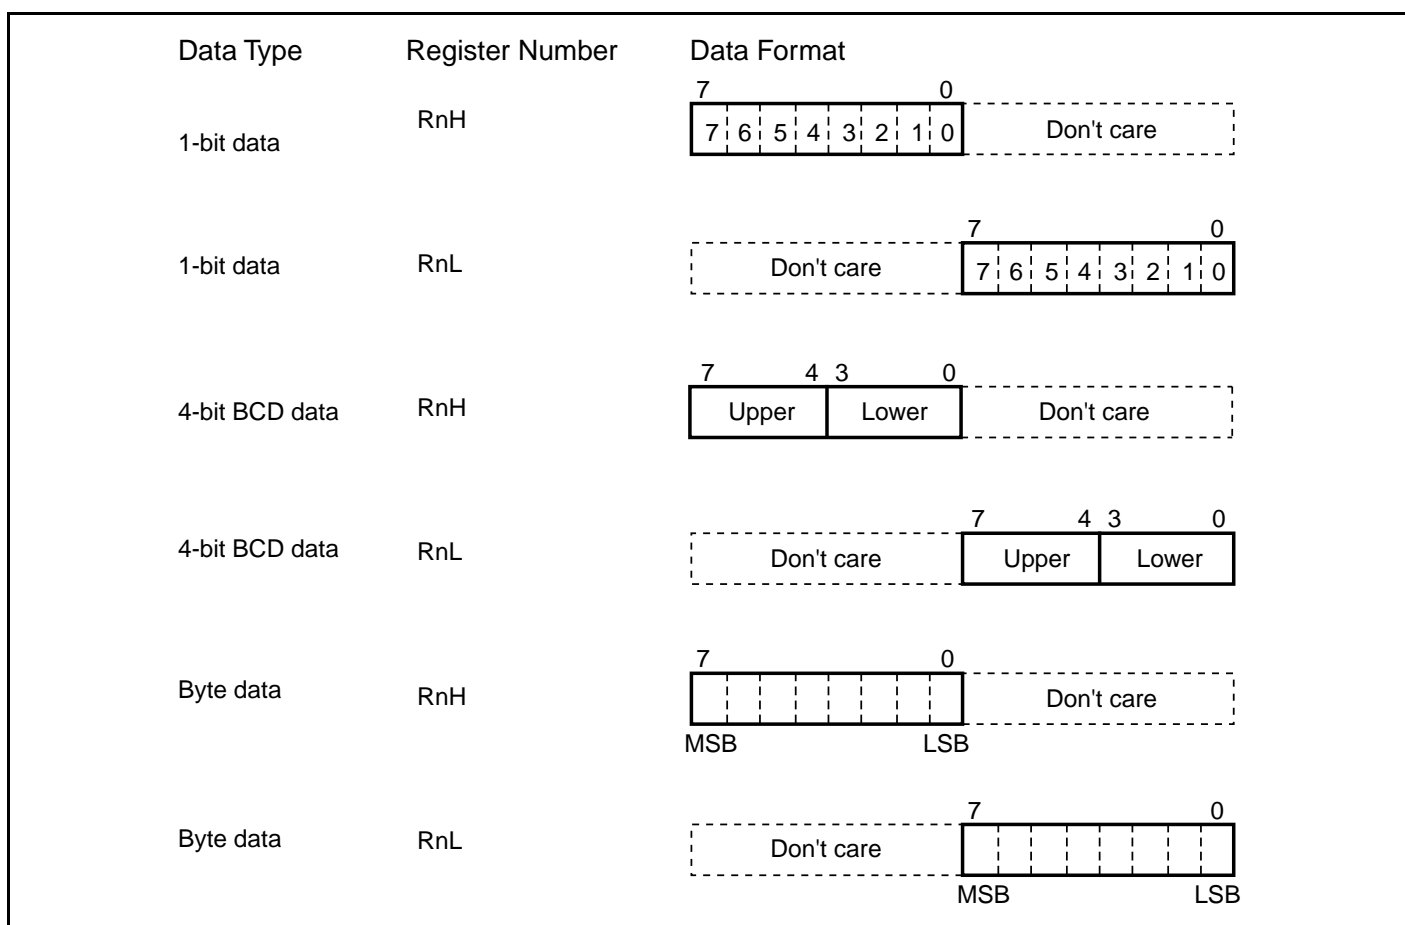 Data Type Register Number Data Format
7 0
RnH
1-bit data
7 6 5 4 3 2 1 0 Don't care
7 0
1-bit data RnL Don't care 7 6 5 4 3 2 1 0
7 4 3 0
4-bit BCD data RnH Upper Lower Don't care
7 4 3 0
4-bit BCD data RnL Don't care Upper Lower
7 0
Byte data RnH Don't care
MSB LSB
7 0
Byte data RnL Don't care
MSB LSB